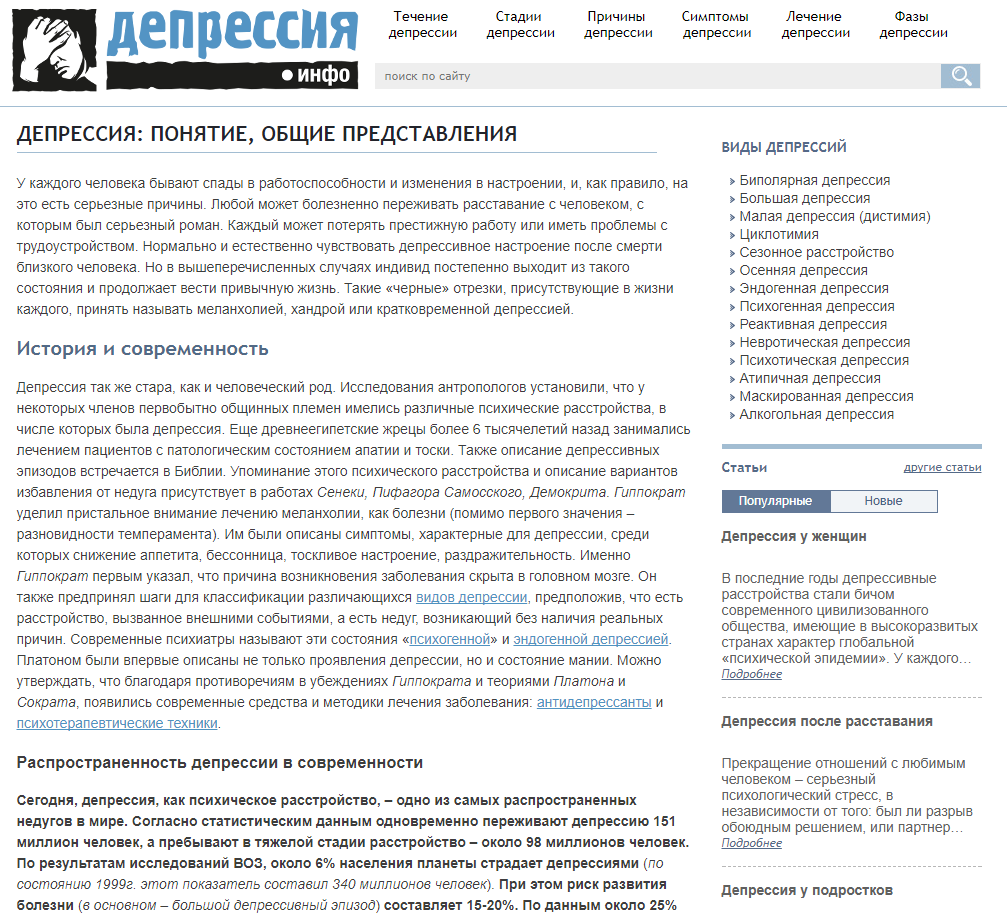 депрессия
инфо
Течение
депрессии
Стадии
депрессии
Причины
депрессии
Симптомы
депрессии
Лечение
депрессии
Фазы
депрессии
поиск по сайту
ДЕПРЕССИЯ: ПОНЯТИЕ, ОБЩИЕ ПРЕДСТАВЛЕНИЯ
У каждого человека бывают спады в работоспособности и изменения в настроении, и, как правило, на
это есть серьезные причины. Любой может болезненно переживать расставание с человеком, с
которым был серьезный роман. Каждый может потерять престижную работу или иметь проблемы с
трудоустройством. Нормально и естественно чувствовать депрессивное настроение после смерти
близкого человека. Но в вышеперечисленных случаях индивид постепенно выходит из такого
состояния и продолжает вести привычную жизнь. Такие «черные» отрезки, присутствующие в жизни
каждого, принять называть меланхолией, хандрой или кратковременной депрессией.
История и современность
Депрессия так же стара, как и человеческий род. Исследования антропологов установили, что у
некоторых членов первобытно общинных племен имелись различные психические расстройства, в
числе которых была депрессия. Еще древнеегипетские жрецы более 6 тысячелетий назад занимались
лечением пациентов с патологическим состоянием апатии и тоски. Также описание депрессивных
эпизодов встречается в Библии. Упоминание этого психического расстройства и описание вариантов
избавления от недуга присутствует в работах Сенеки, Пифагора Самосского, Демокрита. Гиппократ
уделил пристальное внимание лечению меланхолии, как болезни (помимо первого значения –
разновидности темперамента). Им были описаны симптомы, характерные для депрессии, среди
которых снижение аппетита, бессонница, тоскливое настроение, раздражительность. Именно
Гиппократ первым указал, что причина возникновения заболевания скрыта в головном мозге. Он
также предпринял шаги для классификации различающихся видов депрессии, предположив, что есть
расстройство, вызванное внешними событиями, а есть недуг, возникающий без наличия реальных
причин. Современные психиатры называют эти состояния «психогенной» и эндогенной депрессией.
Платоном были впервые описаны не только проявления депрессии, но и состояние мании. Можно
утверждать, что благодаря противоречиям в убеждениях Гиппократа и теориями Платона и
Сократа, появились современные средства и методики лечения заболевания: антидепрессанты и
психотерапевтические техники.
Распространенность депрессии в современности
Сегодня, депрессия, как психическое расстройство, – одно из самых распространенных
недугов в мире. Согласно статистическим данным одновременно переживают депрессию 151
миллион человек, а пребывают в тяжелой стадии расстройство – около 98 миллионов человек.
По результатам исследований ВОЗ, около 6% населения планеты страдает депрессиями (по
состоянию 1999г. этот показатель составил 340 миллионов человек). При этом риск развития
болезни (в основном – большой депрессивный эпизод) составляет 15-20%. По данным около 25%
ВИДЫ ДЕПРЕССИЙ
Биполярная депрессия
Большая депрессия
Малая депрессия (дистимия)
Циклотимия
Сезонное расстройство
Осенняя депрессия
Эндогенная депрессия
Психогенная депрессия
Реактивная депрессия
Невротическая депрессия
Психотическая депрессия
Атипичная депрессия
Маскированная депрессия
Алкогольная депрессия
Статьи другие статьи
Популярные Новые
Депрессия у женщин
В последние годы депрессивные
расстройства стали бичом
современного цивилизованного
общества, имеющие в высокоразвитых
странах характер глобальной
«психической эпидемии». У каждого…
Подробнее
Депрессия после расставания
Прекращение отношений с любимым
человеком – серьезный
психологический стресс, в
независимости от того: был ли разрыв
обоюдным решением, или партнер…
Подробнее
Депрессия у подростков